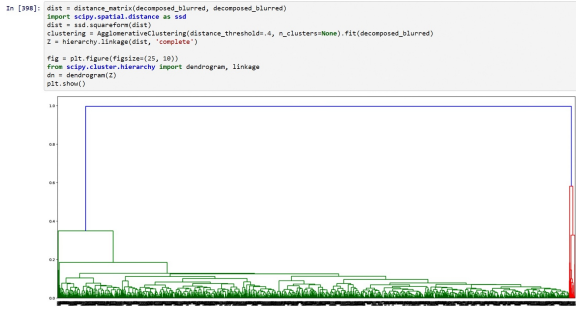 In [398]: dist = distance_matrix(decomposed_blurred, decomposed_blurred)
import scipy.spatial.distance as ssd
dist = ssd.squareform(dist)
clustering = AgglomerativeClustering(distance_threshold=.4, n_clusters=None).fit(decomposed_blurred)
Z = hierarchy.linkage(dist, 'complete')
fig = plt.figure(figsize=(25, 10))
from scipy.cluster.hierarchy import dendrogram, linkage
dn = dendrogram(Z)
plt.show()
1.0
0.8
0.6
0.4
0.2
0.0